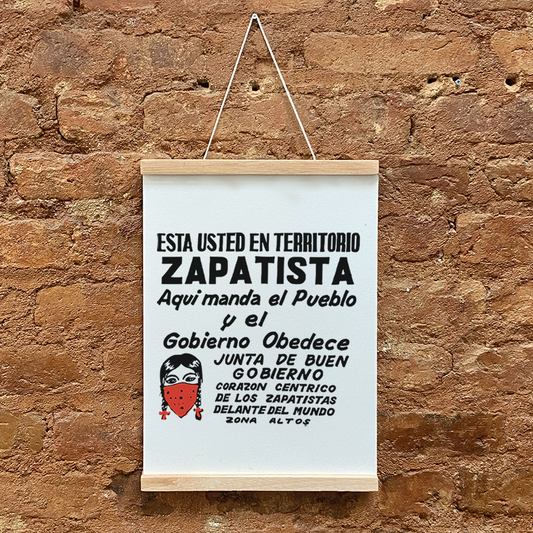 ESTA USTED EN TERRITORIO
ZAPATISTA
Aqui manda el Pueblo
y el
Gobierno Obedece
JUNTA DE BUEN
GOBIERNO
CORAZON CENTRICO
DE LOS ZAPATISTAS
DELANTE DEL MUNDO
ZONA ALTOS